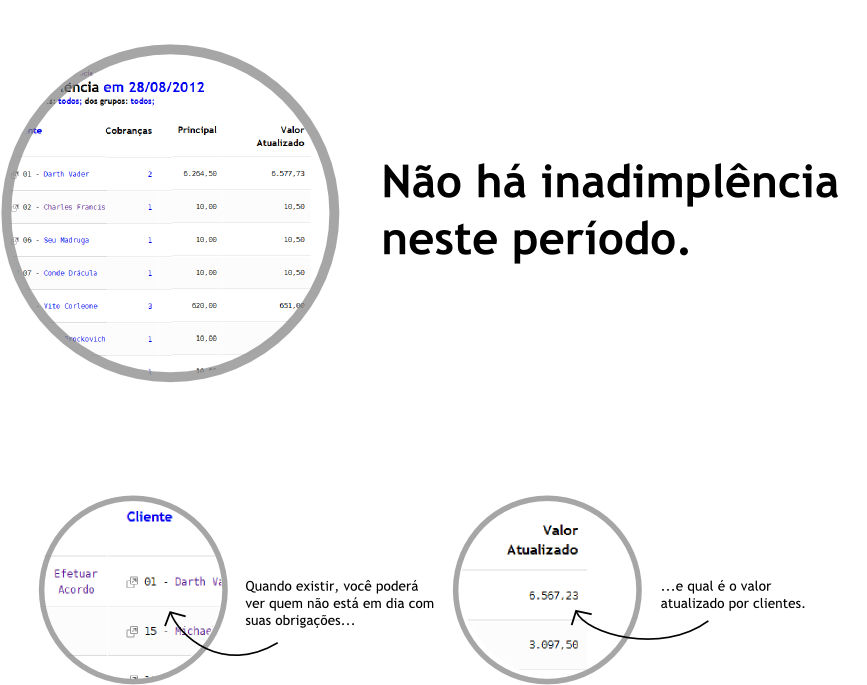 ência em 28/08/2012
todos; dos grupos: todos;
nte Cobranças Principal Valor Atualizado
01 - Darth Vader 2 6.264,50 6.577,73
02 - Charles Francis 1 10,00 10,50
06 - Seu Madruga 1 10,00 10,50
07 - Conde Drácula 1 10,00 10,50
- Vito Corleone 3 620,00 651,00
Brockovich 1 10,00
Não há inadimplência
neste período.
Cliente
Efetuar
Acordo
01 - Darth Va
15 - Michae
Quando existir, você poderá
ver quem não está em dia com
suas obrigações...
Valor
Atualizado
6.567,23
3.097,50
...e qual é o valor
atualizado por clientes.